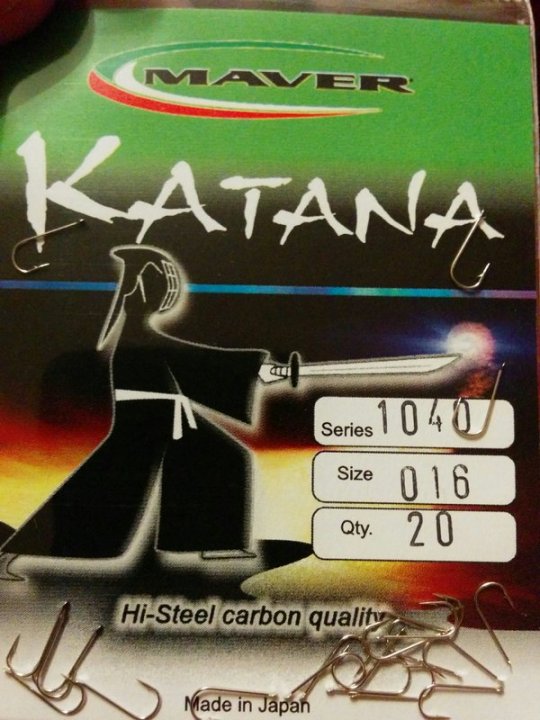 MAVER
KATANA
Series 1040
Size 016
Qty. 20
Hi-Steel carbon quality
Made in Japan